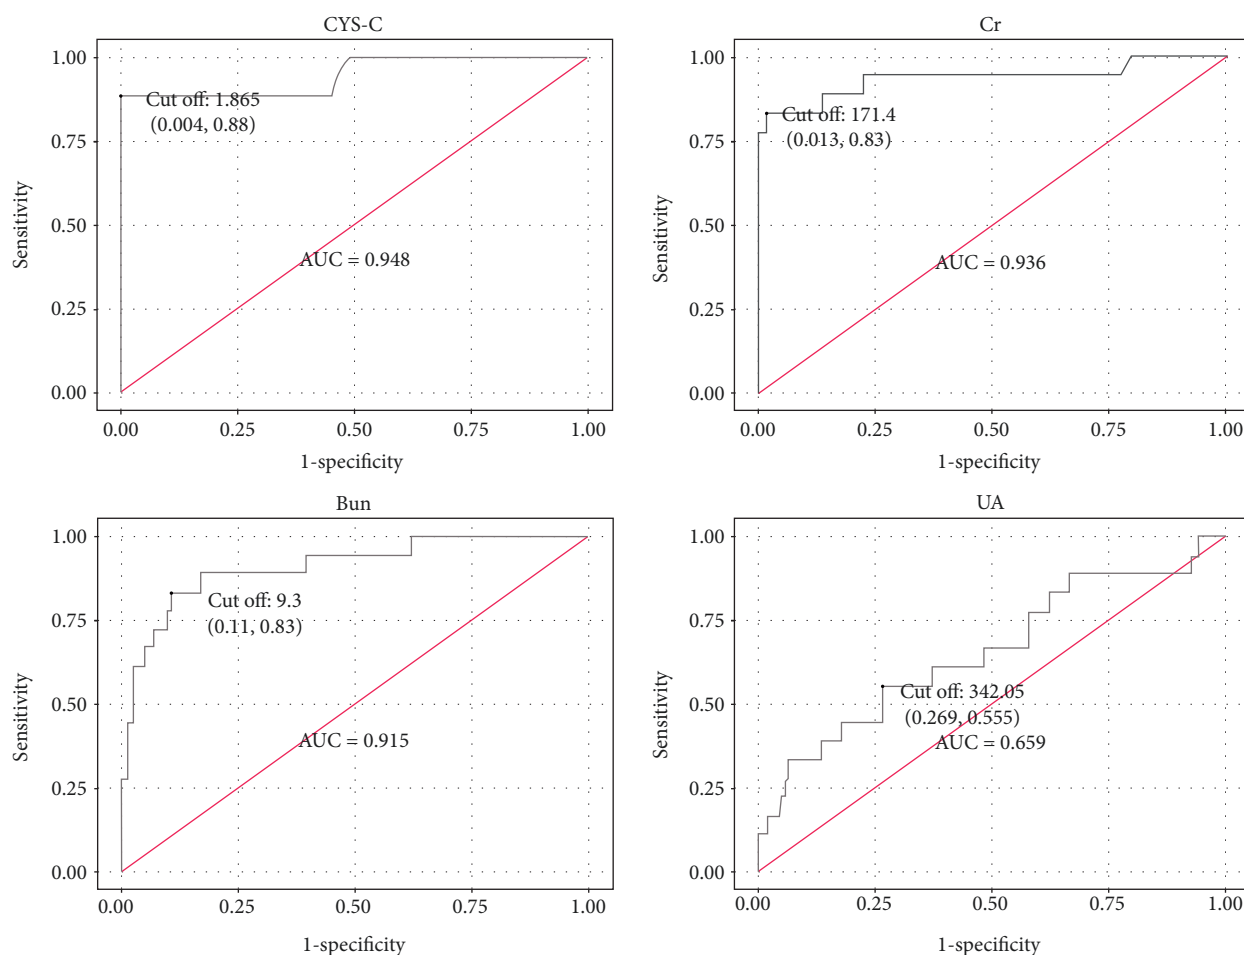 CYS-C
1.00
0.75
0.50
0.25
0.00
Sensitivity
Cut off: 1.865
(0.004, 0.88)
AUC = 0.948
0.00 0.25 0.50 0.75 1.00
1-specificity
Cr
1.00
0.75
0.50
0.25
0.00
Sensitivity
Cut off: 171.4
(0.013, 0.83)
AUC = 0.936
0.00 0.25 0.50 0.75 1.00
1-specificity
Bun
1.00
0.75
0.50
0.25
0.00
Sensitivity
Cut off: 9.3
(0.11, 0.83)
AUC = 0.915
0.00 0.25 0.50 0.75 1.00
1-specificity
UA
1.00
0.75
0.50
0.25
0.00
Sensitivity
Cut off: 342.05
(0.269, 0.555)
AUC = 0.659
0.00 0.25 0.50 0.75 1.00
1-specificity